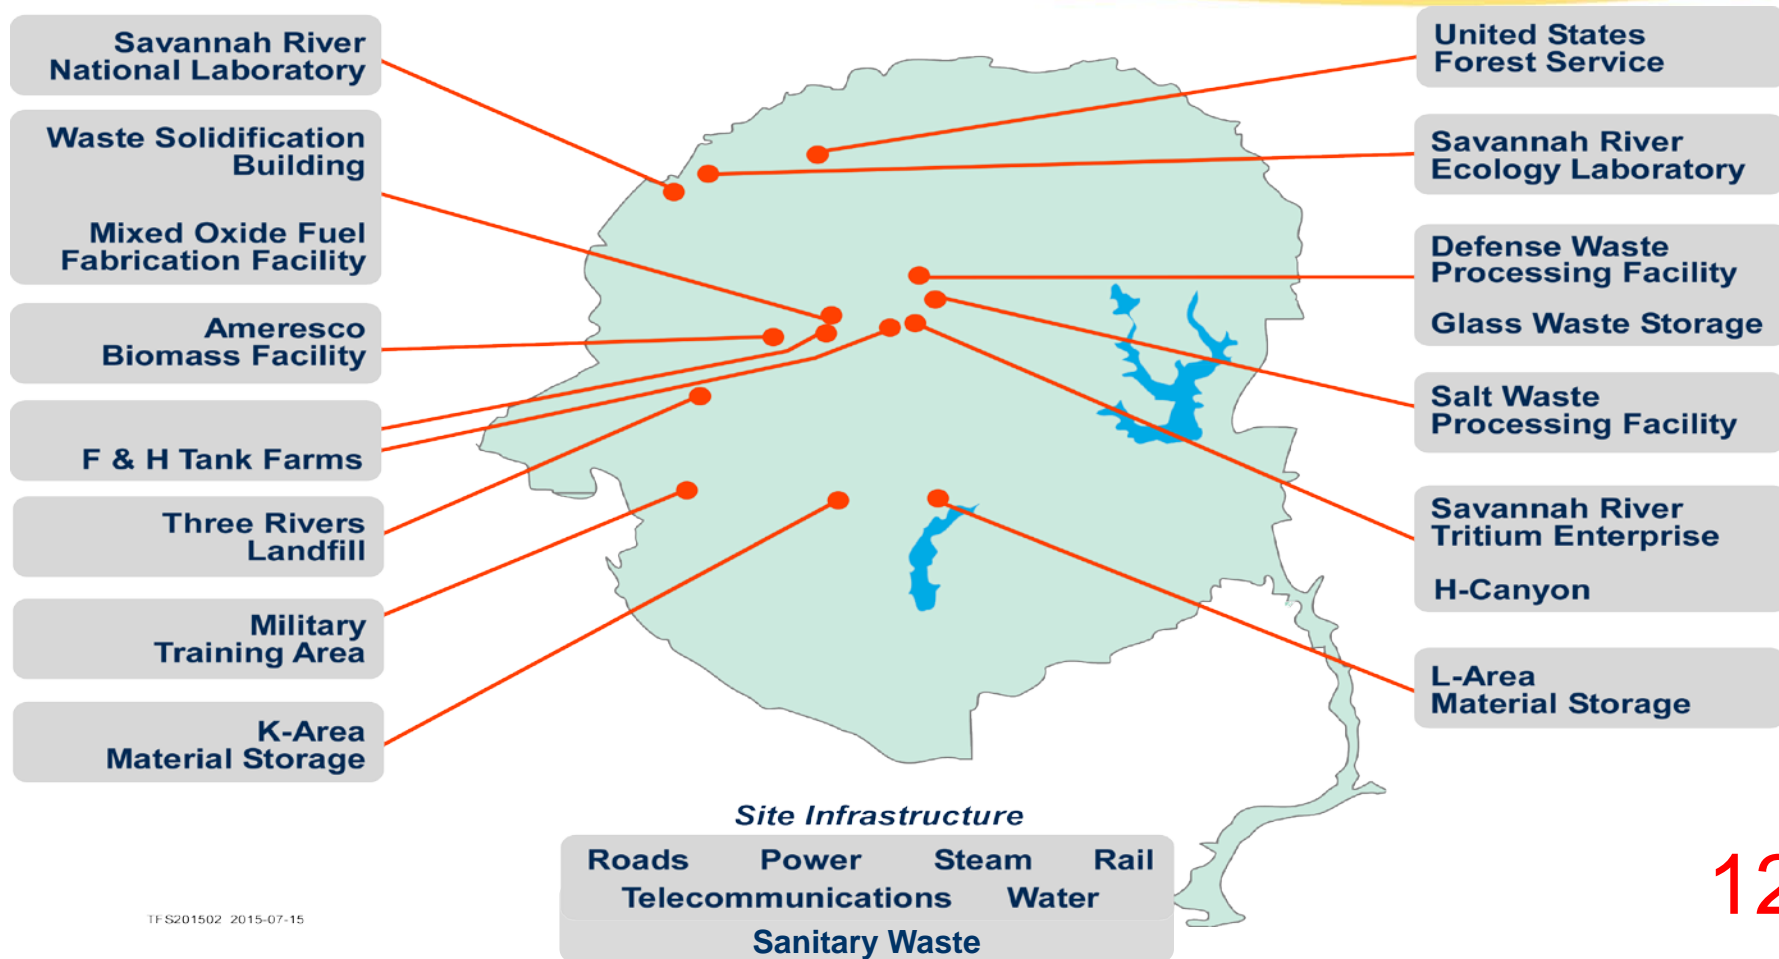 Savannah River
National Laboratory
Waste Solidification
Building
Mixed Oxide Fuel
Fabrication Facility
Ameresco
Biomass Facility
F & H Tank Farms
Three Rivers
Landfill
Military
Training Area
K-Area
Material Storage
United States
Forest Service
Savannah River
Ecology Laboratory
Defense Waste
Processing Facility
Glass Waste Storage
Salt Waste
Processing Facility
Savannah River
Tritium Enterprise
H-Canyon
L-Area
Material Storage
Site Infrastructure
Roads Power Steam Rail
Telecommunications Water
Sanitary Waste
TFS201502 2015-07-15
12